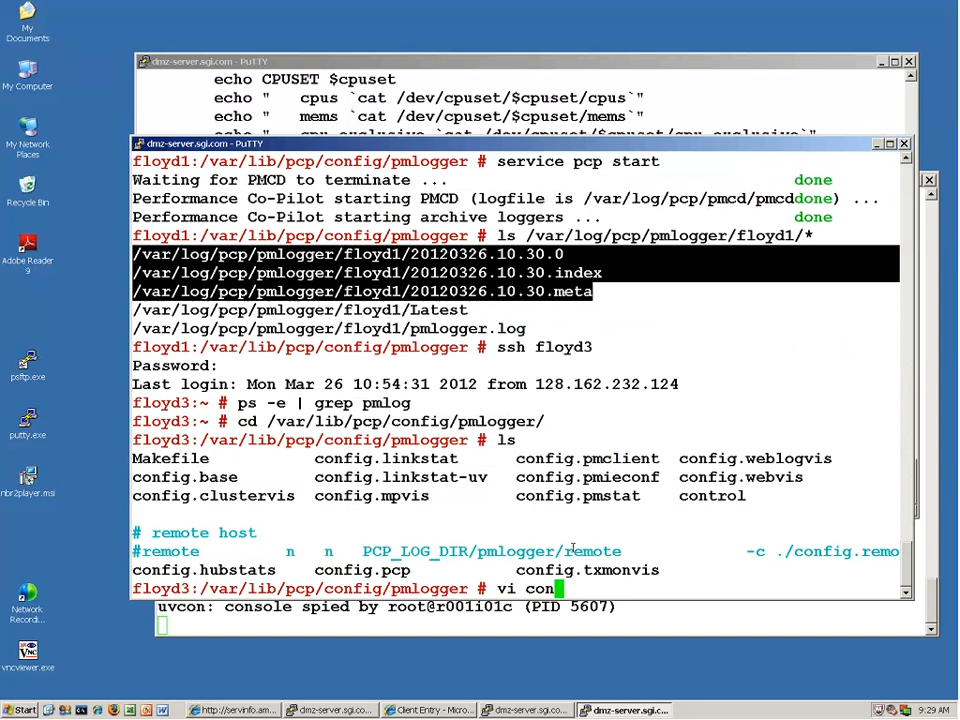 My
Documents
My Computer
My Network
Places
Recycle Bin
Adobe Reader
9
psftp.exe
putty.exe
nbr2player.msi
Network
Recordi...
vncviewer.exe
dmz-server.sgi.com - PuTTY
echo CPUSET $cpuset
echo "   cpus `cat /dev/cpuset/$cpuset/cpus`"
echo "   mems `cat /dev/cpuset/$cpuset/mems`"
echo "   cpu_exclusive `cat /dev/cpuset/$cpuset/cpu_exclusive`"
dmz-server.sgi.com - PuTTY
floyd1:/var/lib/pcp/config/pmlogger # service pcp start
Waiting for PMCD to terminate ... done
Performance Co-Pilot starting PMCD (logfile is /var/log/pcp/pmcd/pmcddone) ...
Performance Co-Pilot starting archive loggers ... done
floyd1:/var/lib/pcp/config/pmlogger # ls /var/log/pcp/pmlogger/floyd1/*
/var/log/pcp/pmlogger/floyd1/20120326.10.30.0
/var/log/pcp/pmlogger/floyd1/20120326.10.30.index
/var/log/pcp/pmlogger/floyd1/20120326.10.30.meta
/var/log/pcp/pmlogger/floyd1/Latest
/var/log/pcp/pmlogger/floyd1/pmlogger.log
floyd1:/var/lib/pcp/config/pmlogger # ssh floyd3
Password:
Last login: Mon Mar 26 10:54:31 2012 from 128.162.232.124
floyd3:~ # ps -e | grep pmlog
floyd3:~ # cd /var/lib/pcp/config/pmlogger/
floyd3:/var/lib/pcp/config/pmlogger # ls
Makefile config.linkstat config.pmclient config.weblogvis
config.base config.linkstat-uv config.pmieconf config.webvis
config.clustervis config.mpvis config.pmstat control
# remote host
#remote n n PCP_LOG_DIR/pmlogger/remote -c ./config.remo
config.hubstats config.pcp config.txmonvis
floyd3:/var/lib/pcp/config/pmlogger # vi con
uvcon: console spied by root@r001i01c (PID 5607)
Start http://servinfo.am... dmz-server.sgi.co... Client Entry - Micro... dmz-server.sgi.co... dmz-server.sgi.c... 9:29 AM